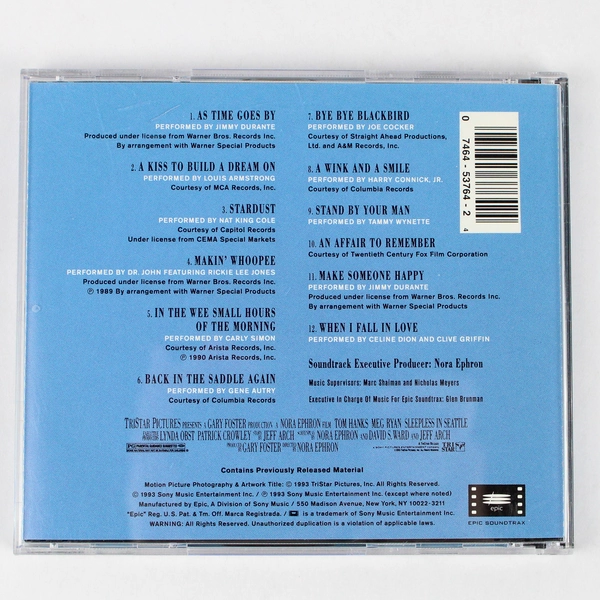 1. AS TIME GOES BY
PERFORMED BY JIMMY DURANTE
Produced under license from Warner Bros. Records Inc.
By arrangement with Warner Special Products
2. A KISS TO BUILD A DREAM ON
PERFORMED BY LOUIS ARMSTRONG
Courtesy of MCA Records, Inc.
3. STARDUST
PERFORMED BY NAT KING COLE
Courtesy of Capitol Records
Under license from CEMA Special Markets
4. MAKIN' WHOOPEE
PERFORMED BY DR. JOHN FEATURING RICKIE LEE JONES
Produced under license from Warner Bros. Records Inc.
℗ 1989 By arrangement with Warner Special Products
5. IN THE WEE SMALL HOURS
OF THE MORNING
PERFORMED BY CARLY SIMON
Courtesy of Arista Records, Inc.
℗ 1990 Arista Records, Inc.
6. BACK IN THE SADDLE AGAIN
PERFORMED BY GENE AUTRY
Courtesy of Columbia Records
7. BYE BYE BLACKBIRD
PERFORMED BY JOE COCKER
Courtesy of Straight Ahead Productions,
Ltd. and A&M Records, Inc.
8. A WINK AND A SMILE
PERFORMED BY HARRY CONNICK, JR.
Courtesy of Columbia Records
9. STAND BY YOUR MAN
PERFORMED BY TAMMY WYNETTE
10. AN AFFAIR TO REMEMBER
Courtesy of Twentieth Century Fox Film Corporation
11. MAKE SOMEONE HAPPY
PERFORMED BY JIMMY DURANTE
Produced under license from Warner Bros. Records Inc.
By arrangement with Warner Special Products
12. WHEN I FALL IN LOVE
PERFORMED BY CELINE DION AND CLIVE GRIFFIN
Soundtrack Executive Producer: Nora Ephron
Music Supervisors: Marc Shaiman and Nicholas Meyers
Executive In Charge Of Music For Epic Soundtrax: Glen Brunman
0 7464-53764-2 4
TRISTAR PICTURES PRESENTS A GARY FOSTER PRODUCTION A NORA EPHRON FILM TOM HANKS MEG RYAN SLEEPLESS IN SEATTLE
LYNDA OBST PATRICK CROWLEY JEFF ARCH NORA EPHRON AND DAVID S. WARD AND JEFF ARCH
PG GARY FOSTER NORA EPHRON TRI STAR
Contains Previously Released Material
Motion Picture Photography & Artwork Title: © 1993 TriStar Pictures, Inc. All Rights Reserved.
© 1993 Sony Music Entertainment Inc. / ℗ 1993 Sony Music Entertainment Inc. (except where noted)
Manufactured by Epic, A Division of Sony Music / 550 Madison Avenue, New York, NY 10022-3211
"Epic" Reg. U.S. Pat. & Tm. Off. Marca Registrada. / is a trademark of Sony Music Entertainment Inc.
WARNING: All Rights Reserved. Unauthorized duplication is a violation of applicable laws.
epic
EPIC SOUNDTRAX